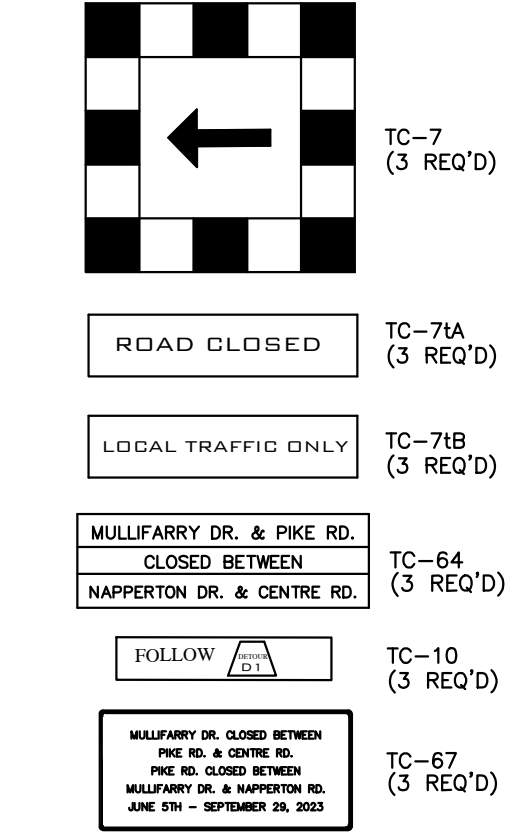 TC-7
(3 REQ'D)
ROAD CLOSED
TC-7tA
(3 REQ'D)
LOCAL TRAFFIC ONLY
TC-7tB
(3 REQ'D)
MULLIFARRY DR. & PIKE RD.
CLOSED BETWEEN
NAPPERTON DR. & CENTRE RD.
TC-64
(3 REQ'D)
FOLLOW
DETOUR
D1
TC-10
(3 REQ'D)
MULLIFARRY DR. CLOSED BETWEEN
PIKE RD. & CENTRE RD.
PIKE RD. CLOSED BETWEEN
MULLIFARRY DR. & NAPPERTON RD.
JUNE 5TH - SEPTEMBER 29, 2023
TC-67
(3 REQ'D)